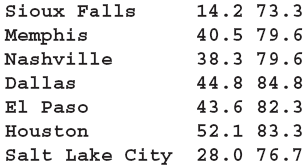 Sioux Falls 14.2 73.3
Memphis 40.5 79.6
Nashville 38.3 79.6
Dallas 44.8 84.8
El Paso 43.6 82.3
Houston 52.1 83.3
Salt Lake City 28.0 76.7